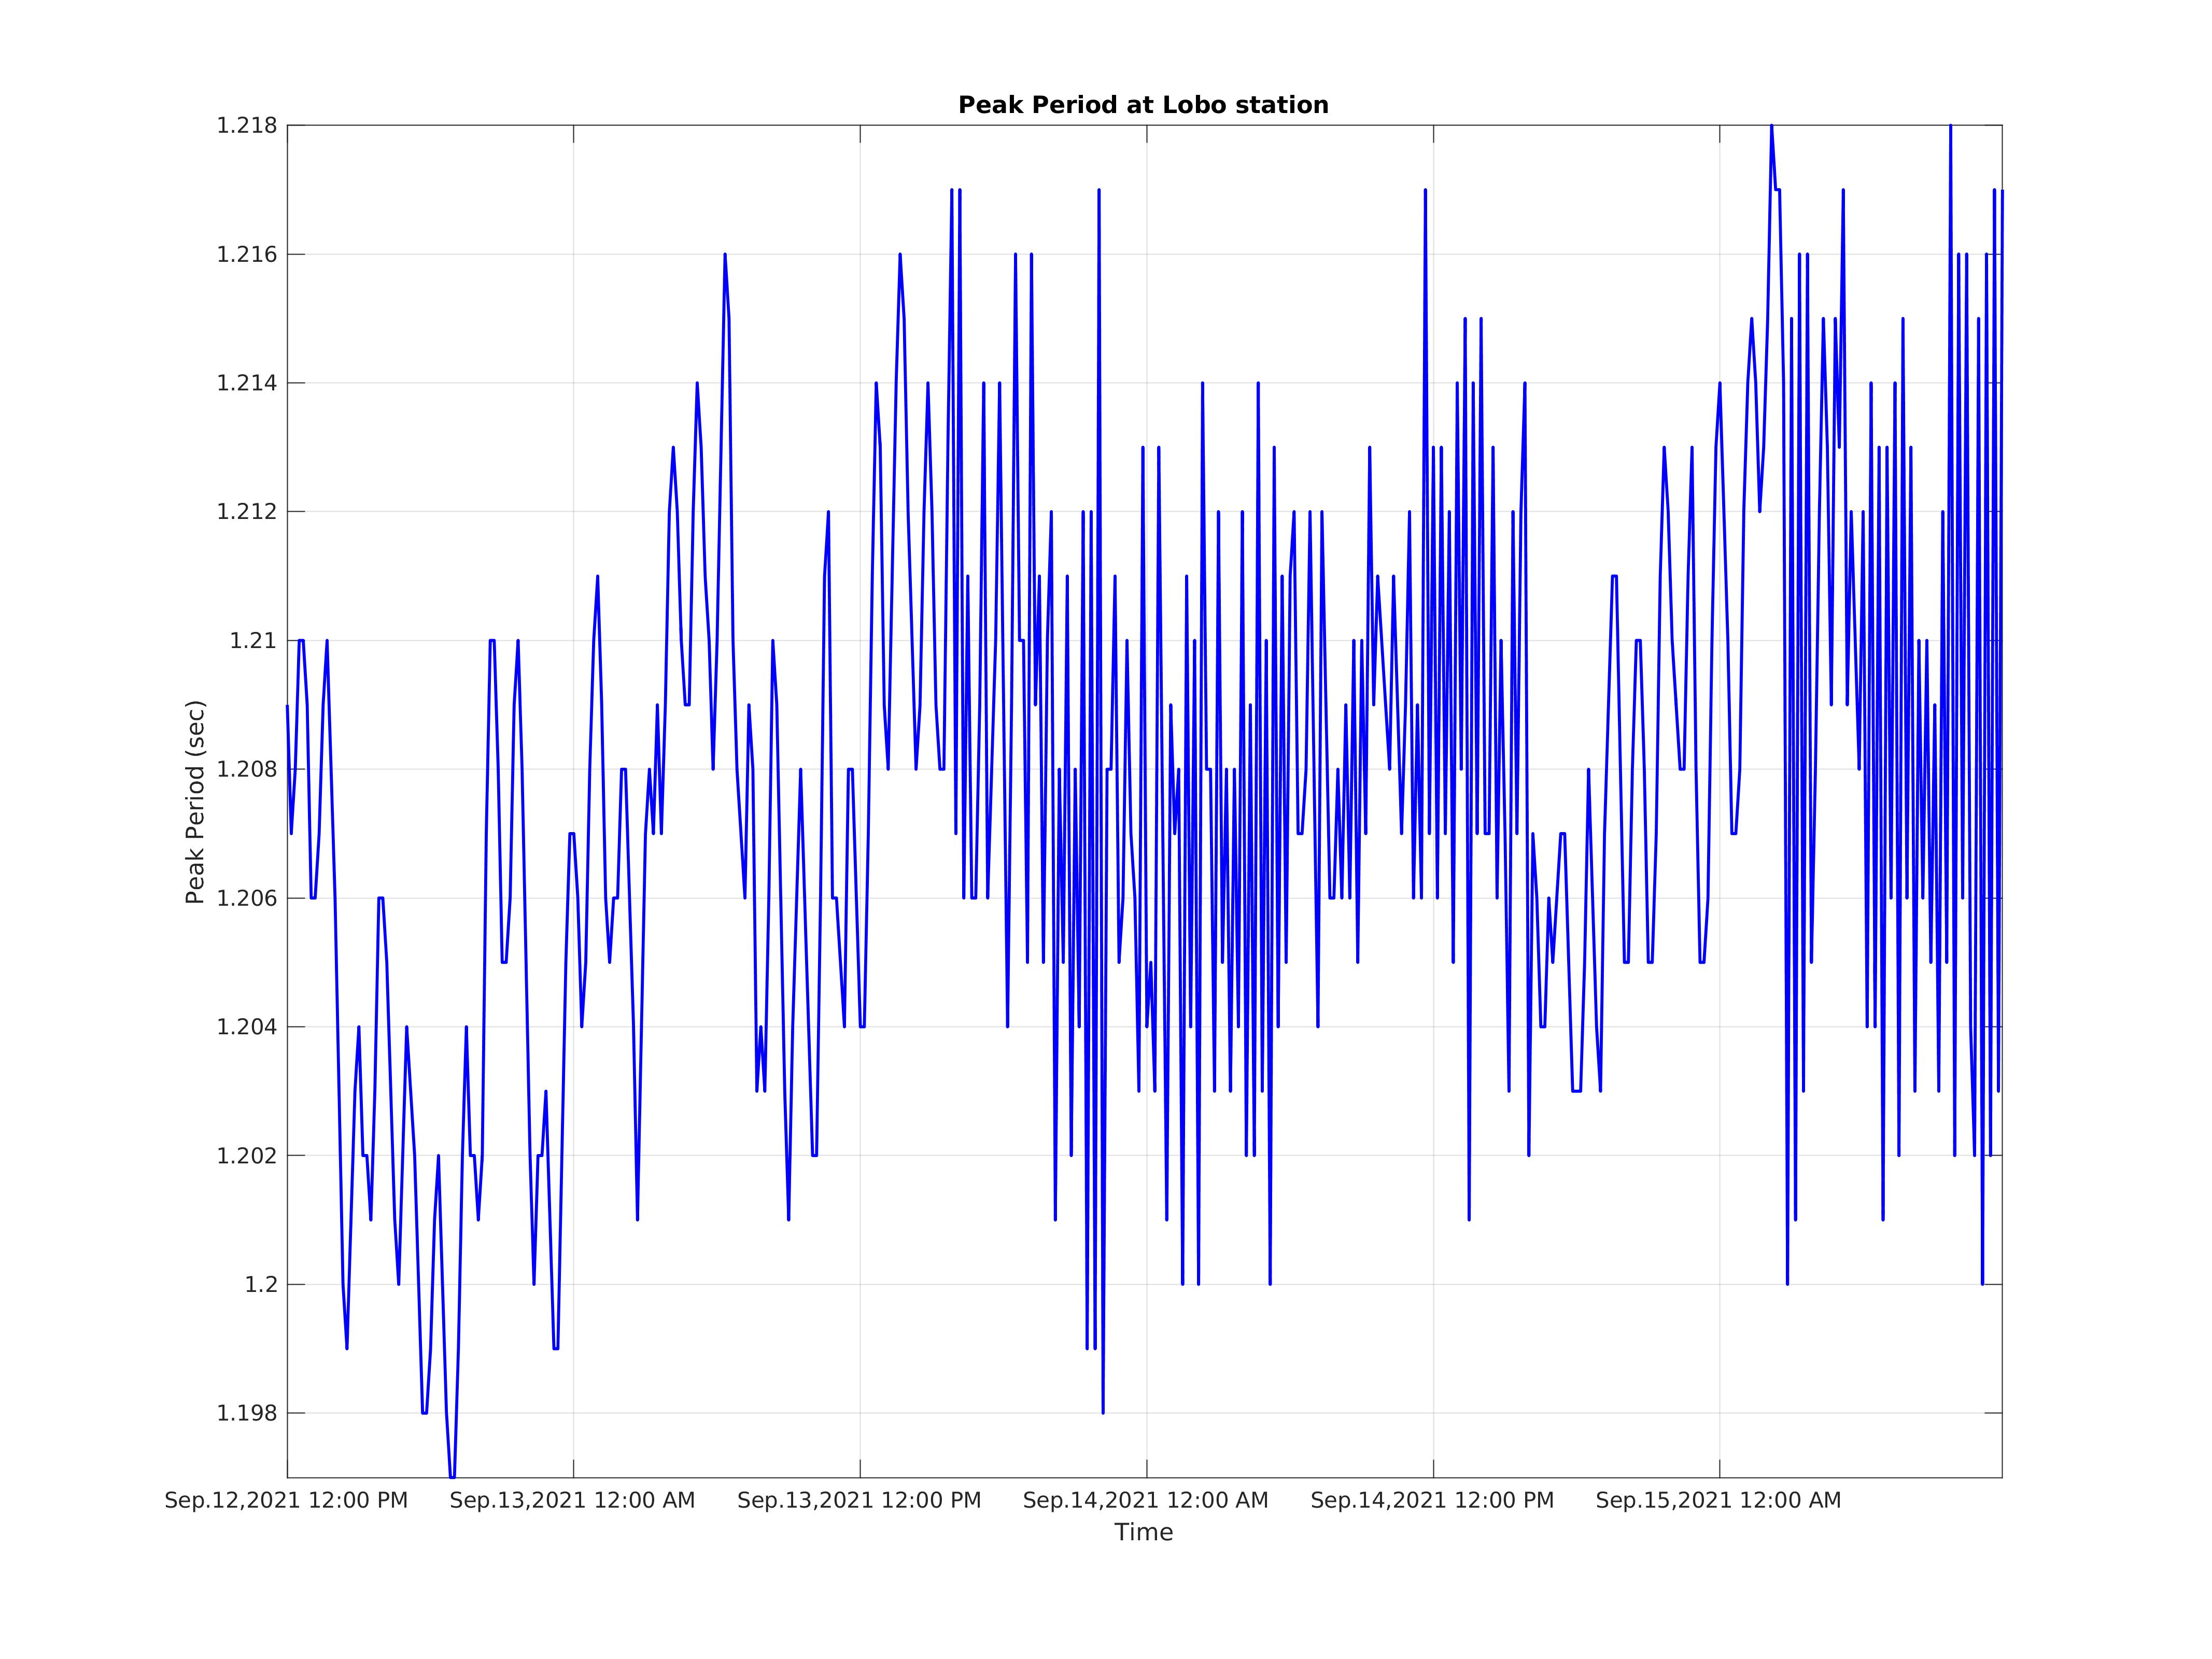 Peak Period at Lobo station
1.218
1.216
1.214
1.212
1.21
1.208
1.206
1.204
1.202
1.2
1.198
Peak Period (sec)
Sep.12,2021 12:00 PM
Sep.13,2021 12:00 AM
Sep.13,2021 12:00 PM
Sep.14,2021 12:00 AM
Sep.14,2021 12:00 PM
Sep.15,2021 12:00 AM
Time